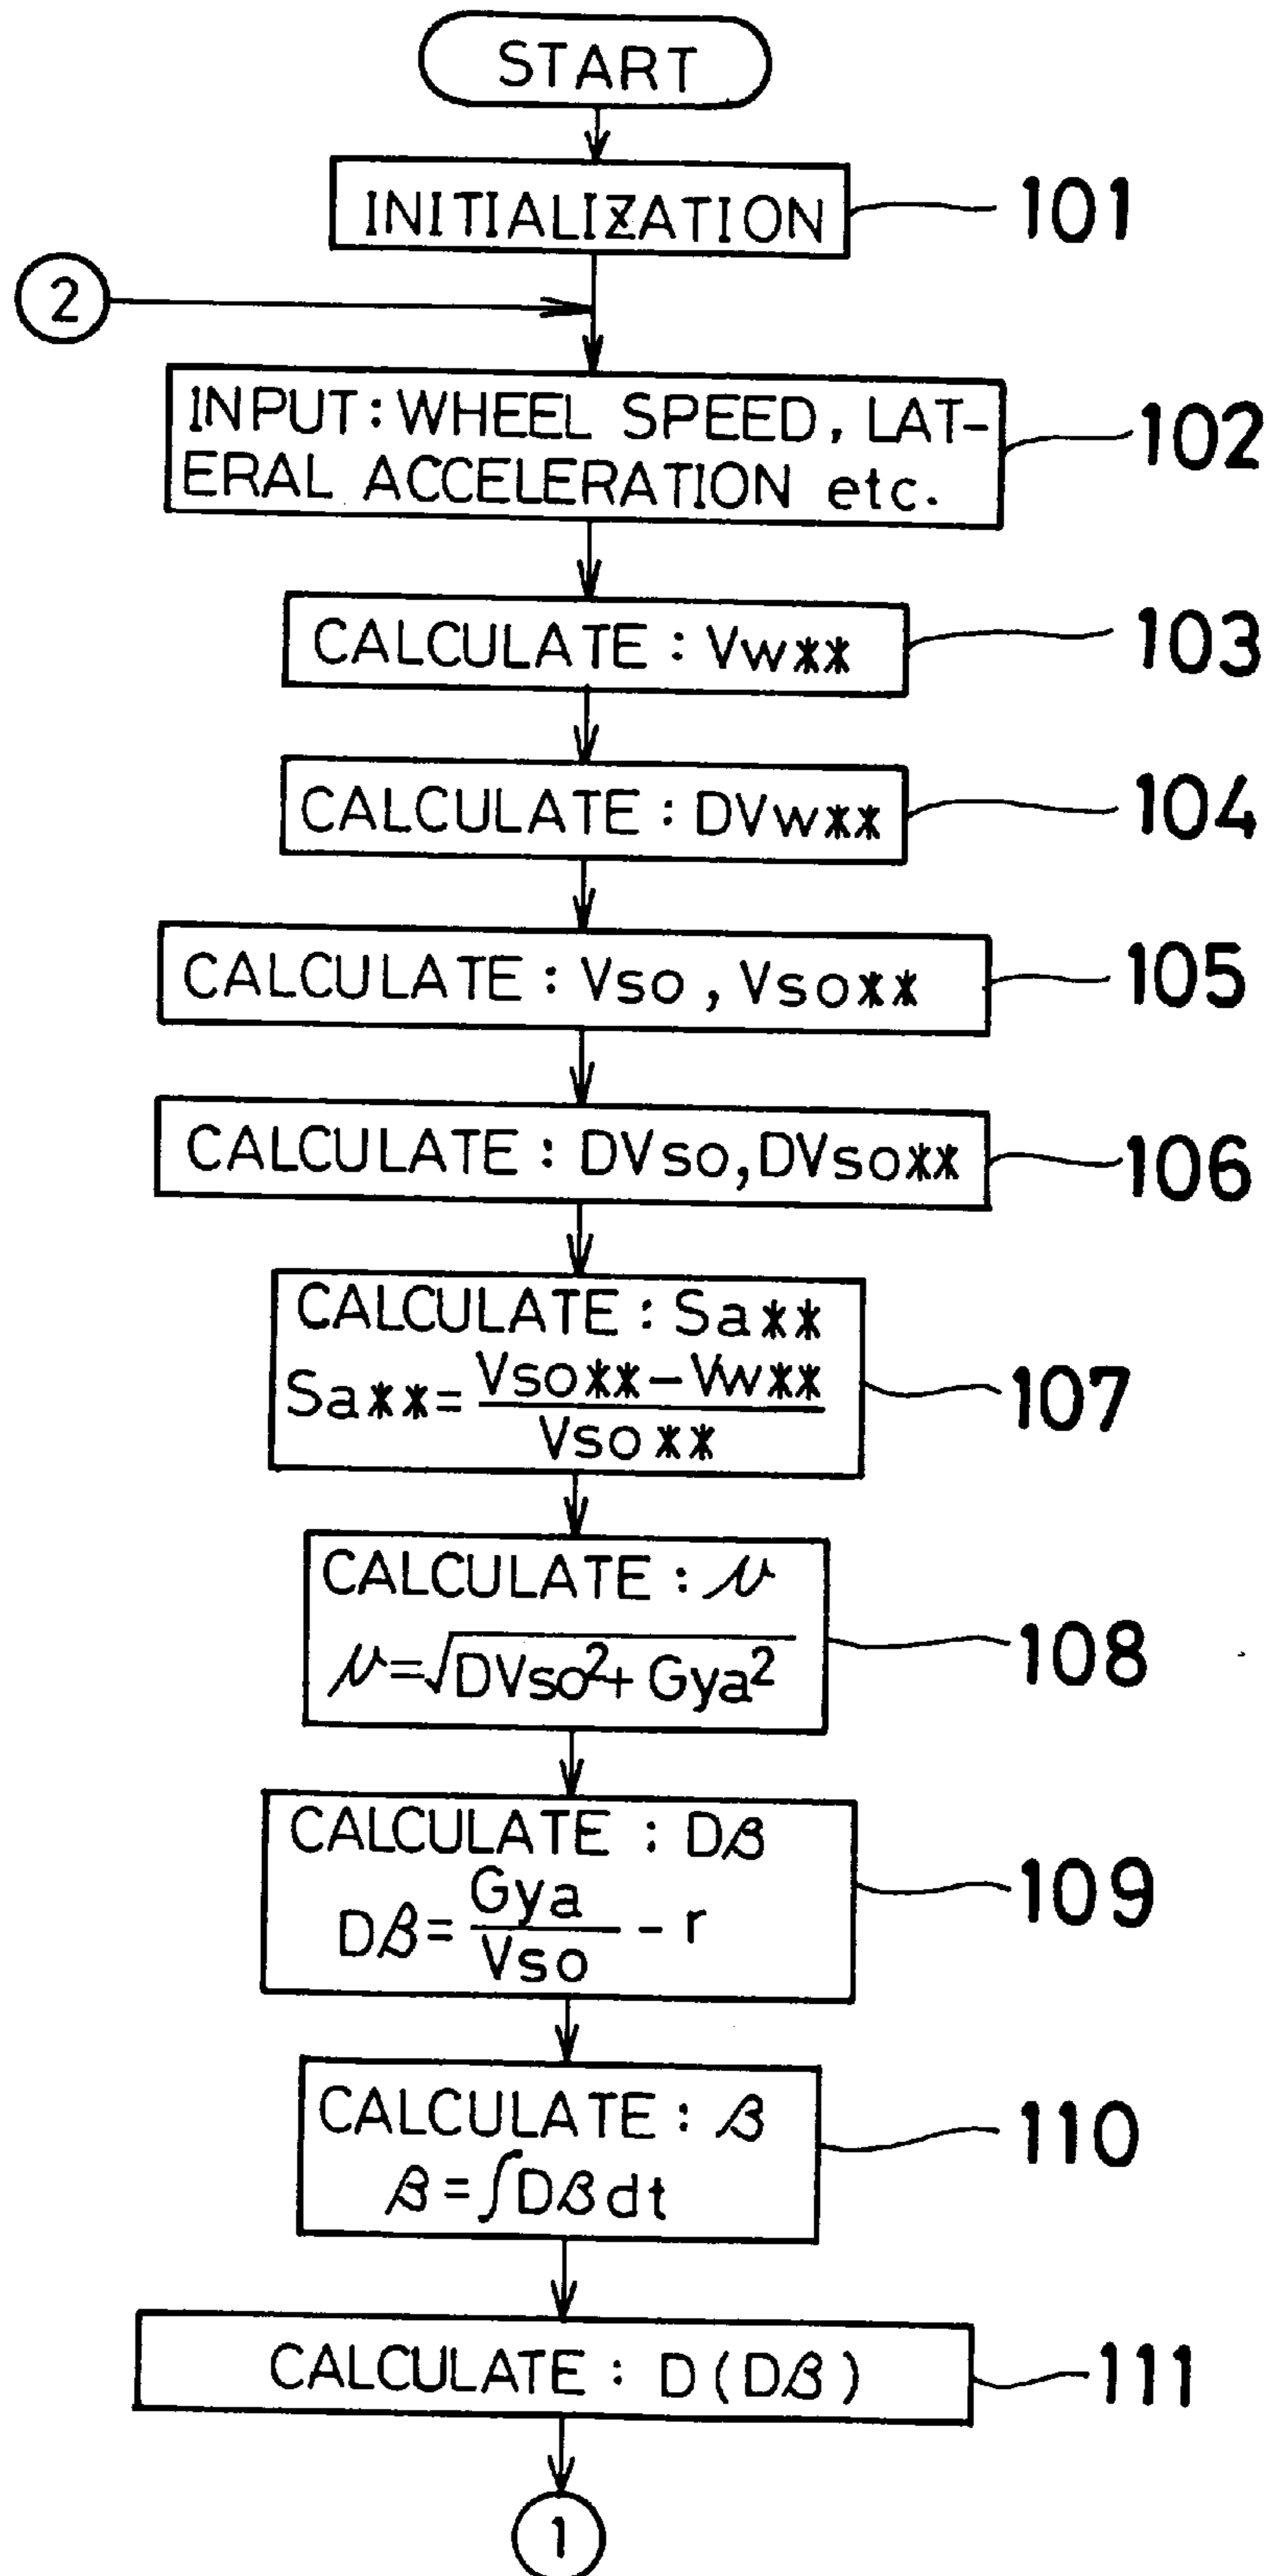 START
INITIALIZATION
101
2
INPUT: WHEEL SPEED, LAT-
ERAL ACCELERATION etc.
102
CALCULATE : Vw**
103
CALCULATE : DVw**
104
CALCULATE : Vso, Vso**
105
CALCULATE : DVso, DVso**
106
CALCULATE : Sa**
Sa** = (Vso** - Vw**) / Vso**
107
CALCULATE : μ
μ = √(DVso² + Gya²)
108
CALCULATE : Dβ
Dβ = Gya / Vso - r
109
CALCULATE : β
β = ∫Dβdt
110
CALCULATE : D(Dβ)
111
1